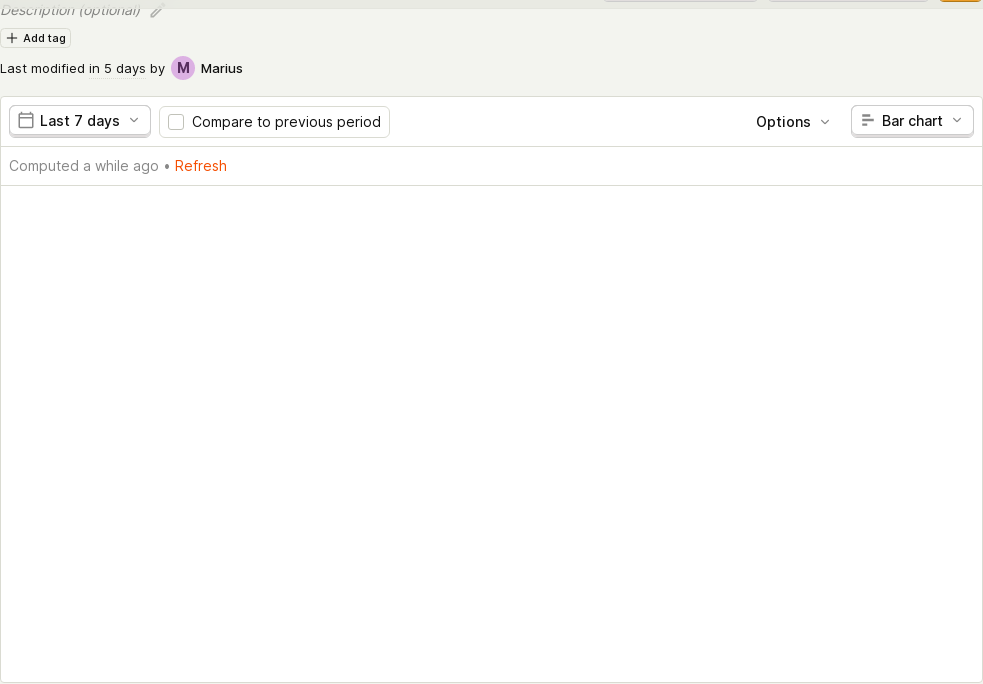 Description (optional)
Add tag
Last modified in 5 days by M Marius
Last 7 days Compare to previous period Options Bar chart
Computed a while ago • Refresh